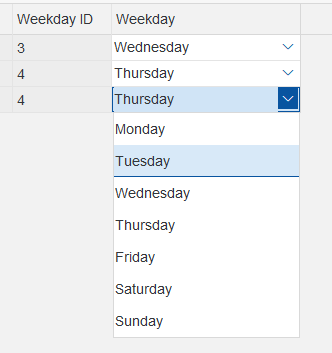 Weekday ID Weekday
3 Wednesday
4 Thursday
4 Thursday
Monday
Tuesday
Wednesday
Thursday
Friday
Saturday
Sunday